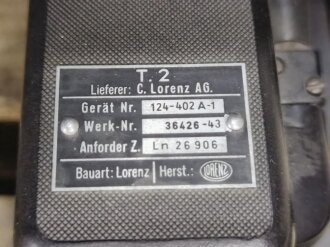 T. 2
Lieferer: C. Lorenz AG.
Gerät Nr. 124-402 A-1
Werk-Nr. 36426-43
Anforder Z. Ln 26906
Bauart: Lorenz Herst.: LORENZ